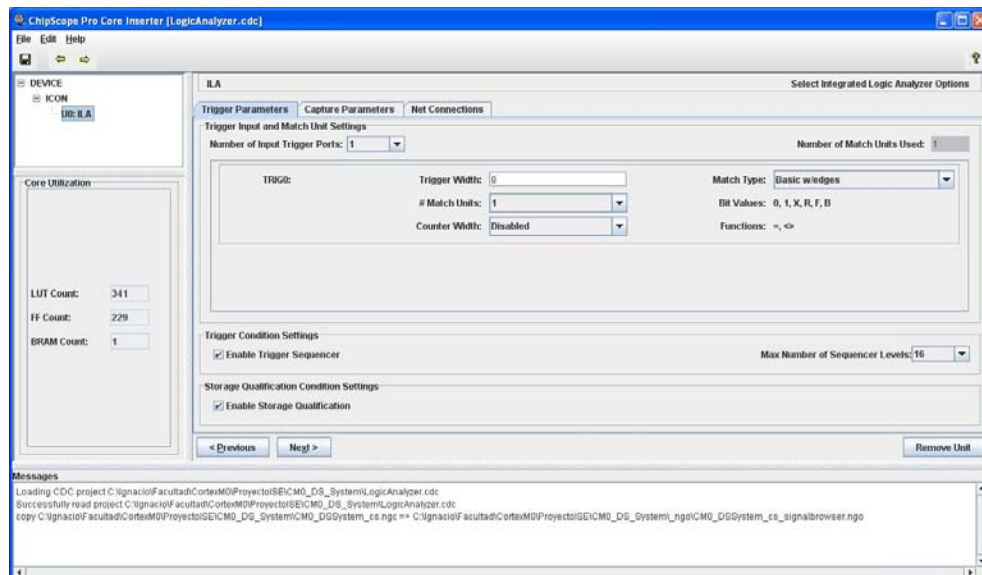 ChipScope Pro Core Inserter [LogicAnalyzer.cdc]
File Edit Help
DEVICE
ICON
U0: ILA
ILA Select Integrated Logic Analyzer Options
Trigger Parameters Capture Parameters Net Connections
Trigger Input and Match Unit Settings
Number of Input Trigger Ports: 1 Number of Match Units Used: 1
Core Utilization
TRIG0: Trigger Width: Match Type: Basic w/edges
# Match Units: 1 Bit Values: 0, 1, X, R, F, B
Counter Width: Disabled Functions: =, <>
LUT Count: 341
FF Count: 229
BRAM Count: 1
Trigger Condition Settings
Enable Trigger Sequencer Max Number of Sequencer Levels: 16
Storage Qualification Condition Settings
Enable Storage Qualification
< Previous Next > Remove Unit
Messages
Loading CDC project C:\Ignacio\Facultad\CortexM0\ProyectoISE\CM0_DS_System\LogicAnalyzer.cdc
Successfully read project C:\Ignacio\Facultad\CortexM0\ProyectoISE\CM0_DS_System\LogicAnalyzer.cdc
copy C:\Ignacio\Facultad\CortexM0\ProyectoISE\CM0_DS_System\CM0_DSSystem_cs.ngc => C:\Ignacio\Facultad\CortexM0\ProyectoISE\CM0_DS_System\_ngo\CM0_DSSystem_cs_signalbrowser.ngo